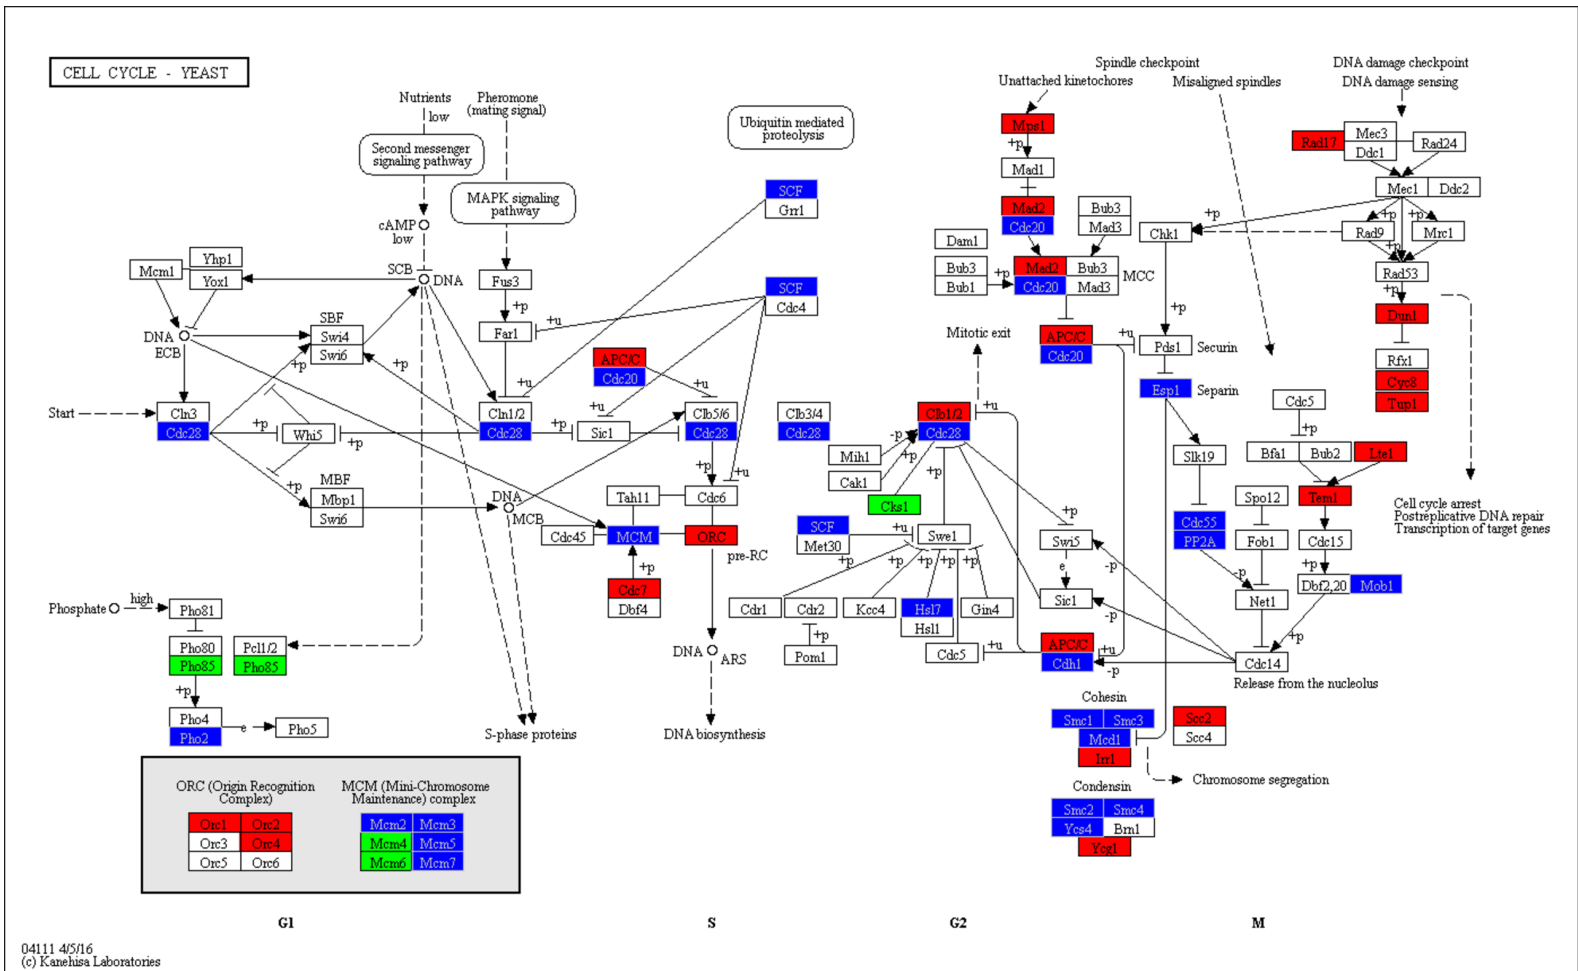 CELL CYCLE - YEAST
Nutrients
low
Pheromone
(mating signal)
Second messenger
signaling pathway
MAPK signaling
pathway
cAMP
low
Ubiquitin mediated
proteolysis
Spindle checkpoint
Unattached kinetochores
Misaligned spindles
DNA damage checkpoint
DNA damage sensing
Mps1
+p
Mad1
Mad2
Cdc20
Bub3
Mad3
Dam1
Bub3
Bub1
+p
Mad2
Cdc20
Bub3
Mad3
MCC
Rad17
Mec3
Ddc1
Rad24
Mec1
Ddc2
+p
Chk1
+p
+p
Rad9
Mrc1
+p
Rad53
+p
Dun1
Rfx1
Cyc8
Tup1
SCF
Grr1
SCF
Cdc4
Mcm1
Yhp1
Yox1
SCB
DNA
Fus3
+p
Far1
+u
DNA
ECB
SBF
Swi4
Swi6
+p
+p
APC/C
Cdc20
+u
+u
+u
Start
Cln3
Cdc28
+p
Whi5
+p
Cln1/2
Cdc28
+p
Sic1
Clb5/6
Cdc28
Clb3/4
Cdc28
+p
MBF
Mbp1
Swi6
DNA
MCB
+p
+u
Tah11
Cdc6
Cdc45
MCM
ORC
pre-RC
+p
Cdc7
Dbf4
DNA
ARS
Mitotic exit
APC/C
Cdc20
+u
+p
Pds1
Securin
Esp1
Separin
Clb1/2
Cdc28
+u
-p
Mih1
+p
Cak1
Cks1
SCF
Met30
+u
Swe1
+p
+p
+p
+p
+p
Cdr1
Cdr2
Kcc4
Hsl7
Hsl1
Gin4
+p
Pom1
Cdc5
+u
APC/C
Cdh1
+u
-p
+p
Swi5
e
Sic1
-p
-p
Slk19
Cdc55
PP2A
-p
Cdc5
+p
Bfa1
Bub2
Lte1
Tem1
Spo12
Fob1
Net1
Cdc15
+p
Dbf2,20
Mob1
+p
Cdc14
Release from the nucleolus
Cell cycle arrest
Postreplicative DNA repair
Transcription of target genes
Phosphate
high
Pho81
Pho80
Pho85
Pcl1/2
Pho85
+p
Pho4
Pho2
e
Pho5
S-phase proteins
DNA biosynthesis
Cohesin
Smc1
Smc3
Mcd1
Irr1
Scc2
Scc4
Chromosome segregation
Condensin
Smc2
Smc4
Ycs4
Brn1
Ycg1
ORC (Origin Recognition
Complex)
Orc1
Orc2
Orc3
Orc4
Orc5
Orc6
MCM (Mini-Chromosome
Maintenance) complex
Mcm2
Mcm3
Mcm4
Mcm5
Mcm6
Mcm7
G1
S
G2
M
04111 4/5/16
(c) Kanehisa Laboratories